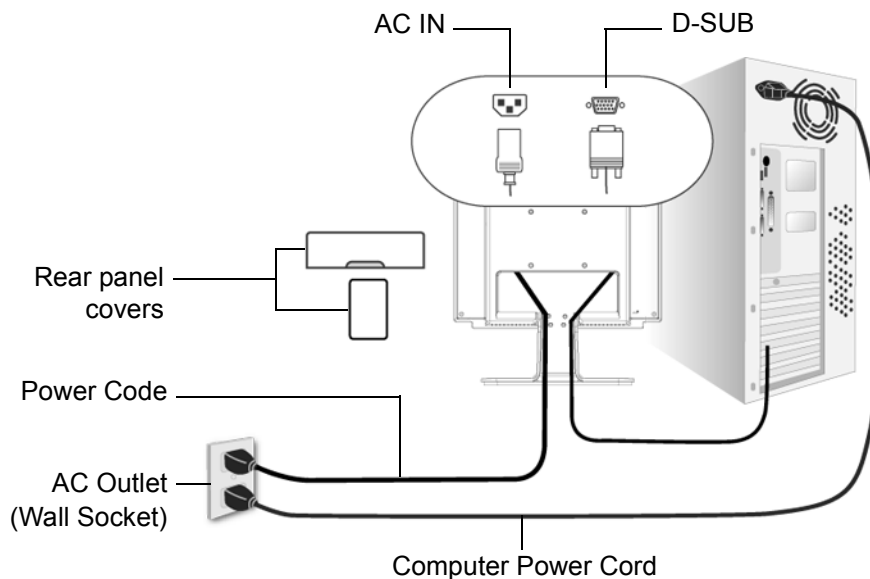 AC IN
D-SUB
Rear panel
covers
Power Code
AC Outlet
(Wall Socket)
Computer Power Cord